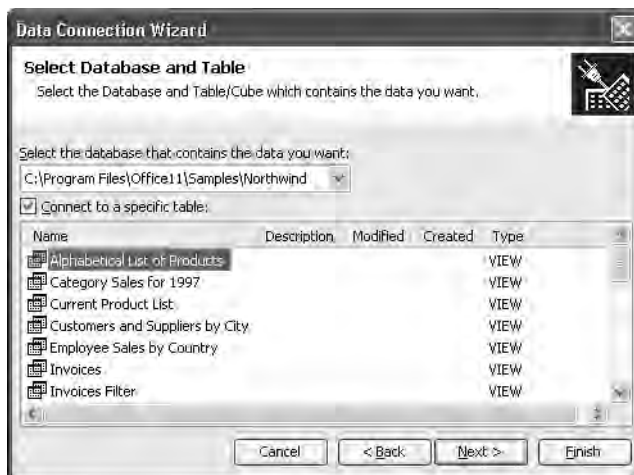 Data Connection Wizard
Select Database and Table
Select the Database and Table/Cube which contains the data you want.
Select the database that contains the data you want:
C:\Program Files\Office11\Samples\Northwind
Connect to a specific table:
Name Description Modified Created Type
Alphabetical List of Products VIEW
Category Sales for 1997 VIEW
Current Product List VIEW
Customers and Suppliers by City VIEW
Employee Sales by Country VIEW
Invoices VIEW
Invoices Filter VIEW
Cancel < Back Next > Finish